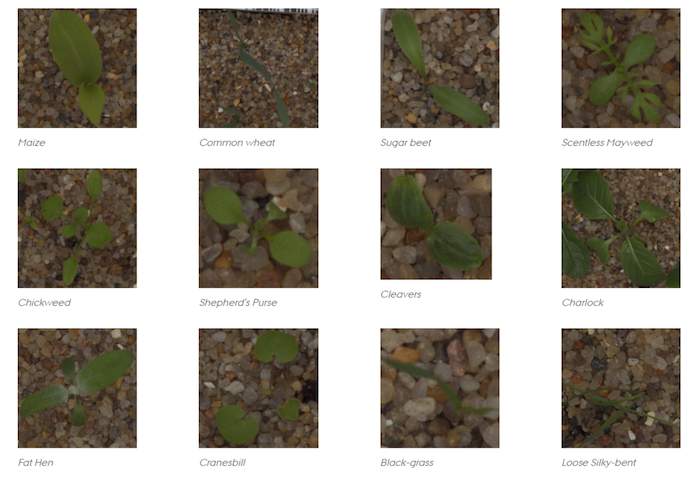 Maize
Common wheat
Sugar beet
Scentless Mayweed
Chickweed
Shepherd's Purse
Cleavers
Charlock
Fat Hen
Cranesbill
Black-grass
Loose Silky-bent